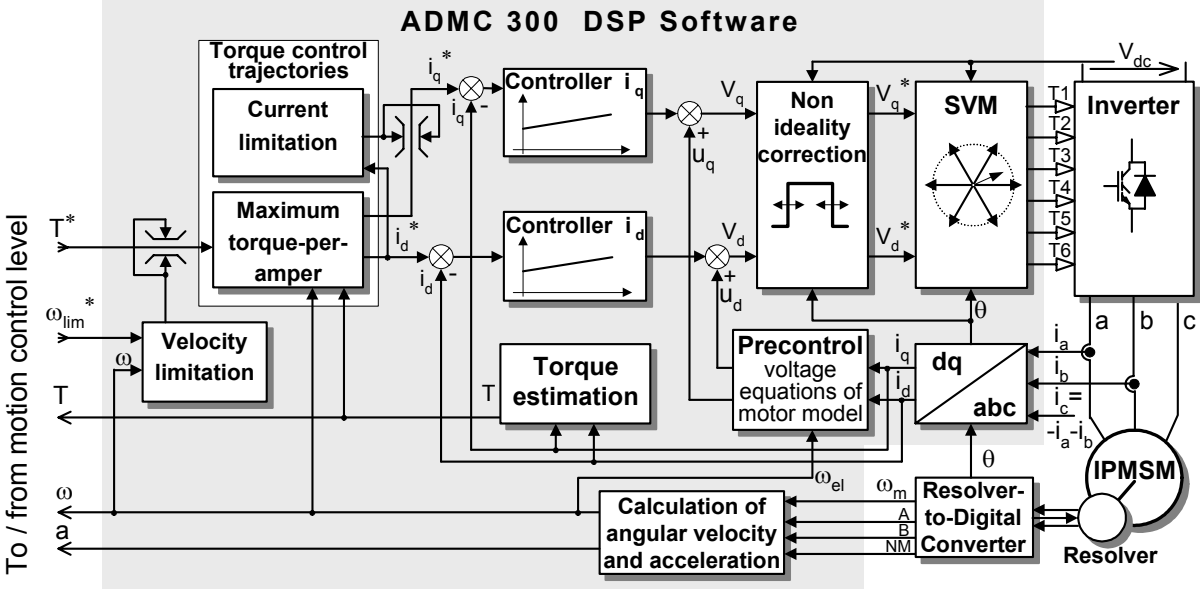 ADMC 300 DSP Software
Torque control
trajectories
Current
limitation
Maximum
torque-per-
amper
Velocity
limitation
Controller i_q
Controller i_d
Non
ideality
correction
SVM
Inverter
V_dc
T1
T2
T3
T4
T5
T6
i_q*
i_q
-
i_d*
i_d
-
V_q
+
u_q
V_d
+
u_d
V_q*
V_d*
θ
a b c
To / from motion control level
T*
ω_lim*
ω
T
ω
a
T
Torque
estimation
Precontrol
voltage
equations of
motor model
i_q
i_d
dq
abc
i_a
i_b
i_c=
-i_a-i_b
θ
ω_el
Calculation of
angular velocity
and acceleration
ω_m
A
B
NM
Resolver-
to-Digital
Converter
IPMSM
Resolver